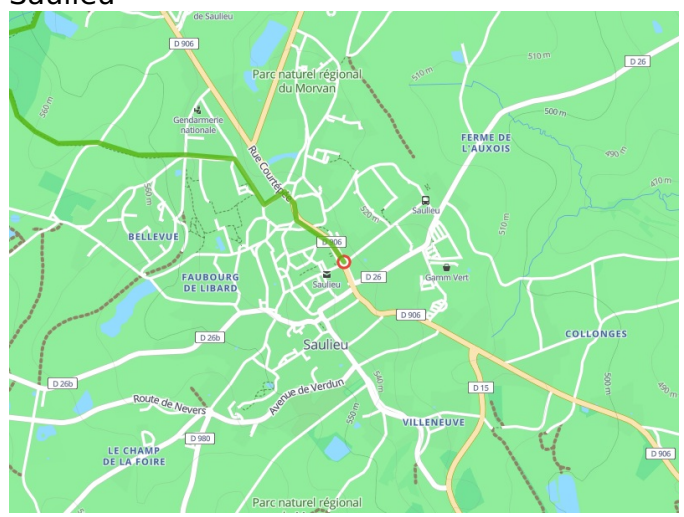 Saulieu
de Saulieu
D 906
510 m
D 26
Parc naturel régional
du Morvan
510 m
560 m
500 m
Gendarmerie
nationale
FERME DE
L'AUXOIS
490 m
Rue Courtépée
470 m
560 m
Saulieu
520 m
510 m
BELLEVUE
D 906
FAUBOURG
DE LIBARD
Saulieu
D 26
Gamm Vert
D 906
D 26b
Saulieu
COLLONGES
D 26b
540 m
D 15
500 m
490 m
Avenue de Verdun
Route de Nevers
550 m
VILLENEUVE
D 980
LE CHAMP
DE LA FOIRE
D 906
Parc naturel régional